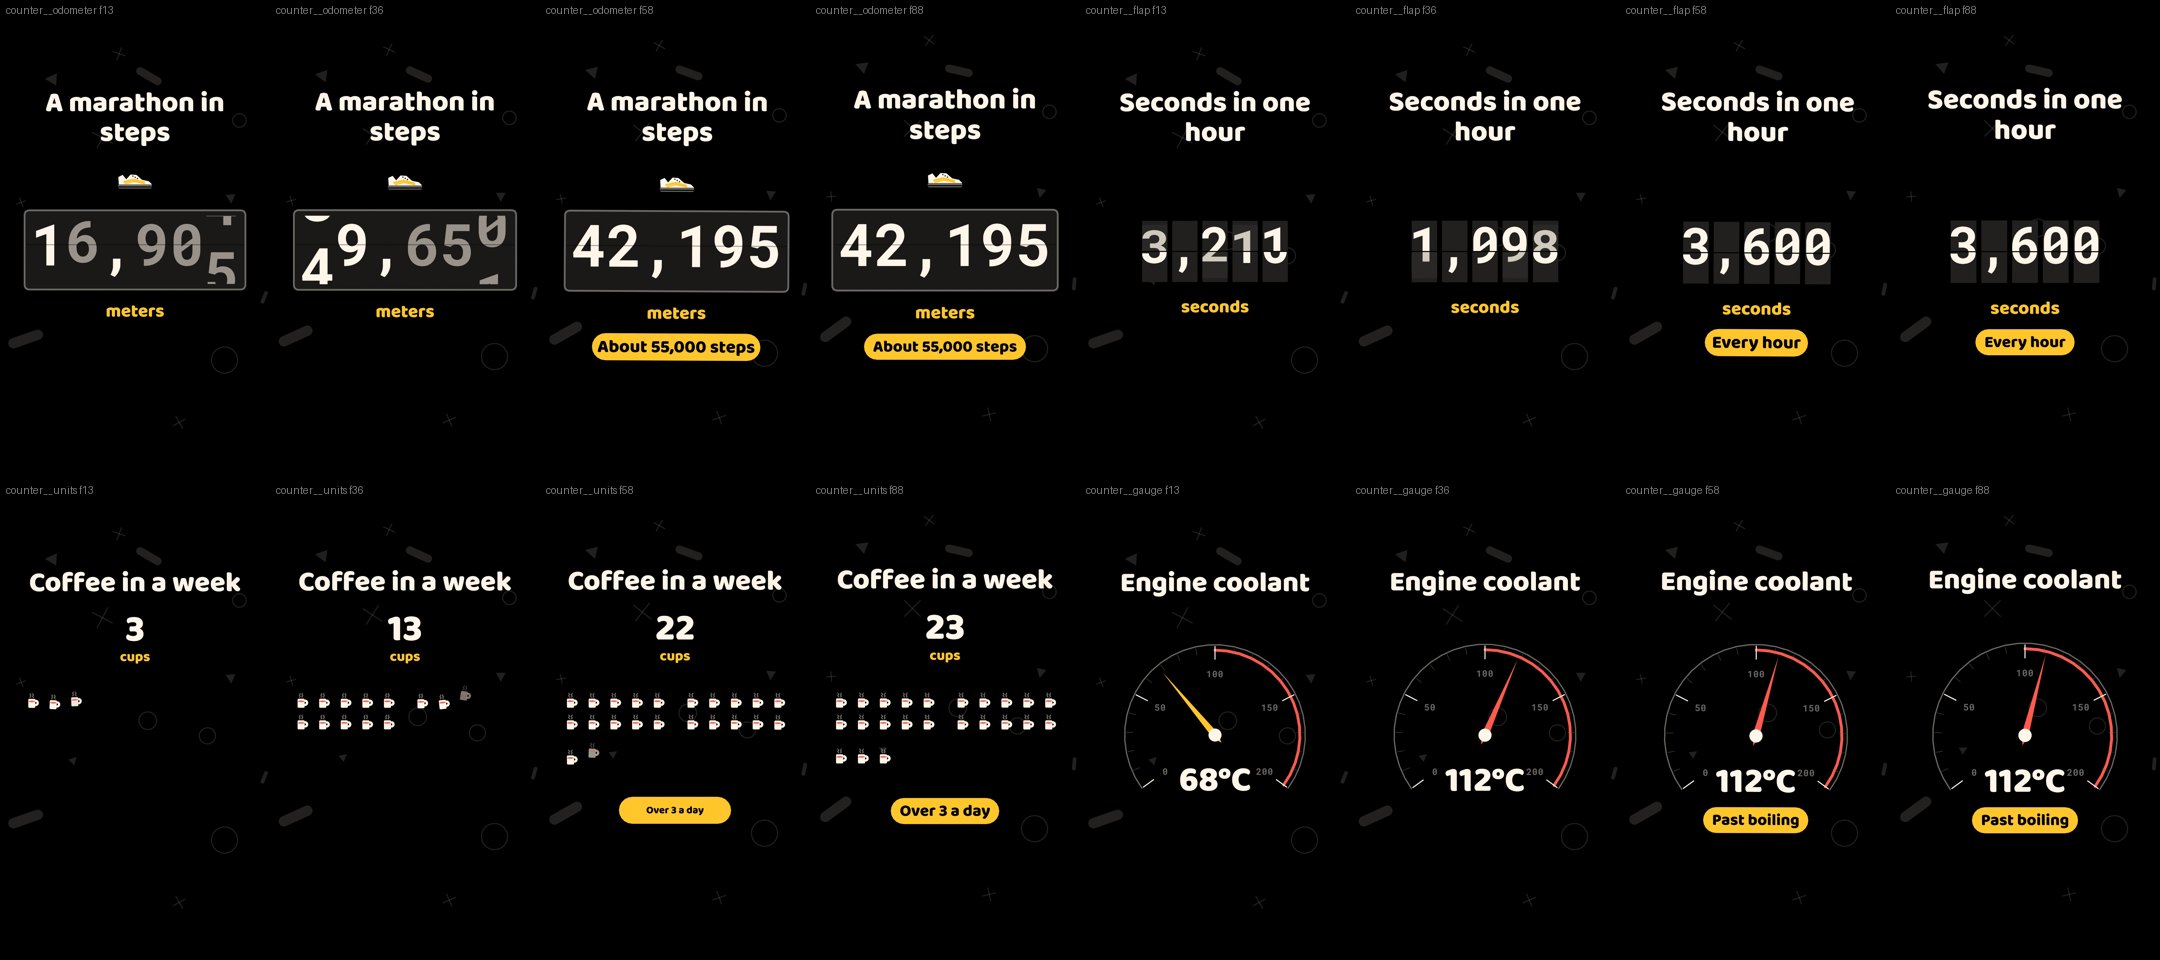 counter__odometer f13
A marathon in
steps
16,90
5
meters
counter__odometer f36
A marathon in
steps
49,650
meters
counter__odometer f58
A marathon in
steps
42,195
meters
About 55,000 steps
counter__odometer f88
A marathon in
steps
42,195
meters
About 55,000 steps
counter__flap f13
Seconds in one
hour
3,211
seconds
counter__flap f36
Seconds in one
hour
1,998
seconds
counter__flap f58
Seconds in one
hour
3,600
seconds
Every hour
counter__flap f88
Seconds in one
hour
3,600
seconds
Every hour
counter__units f13
Coffee in a week
3
cups
counter__units f36
Coffee in a week
13
cups
counter__units f58
Coffee in a week
22
cups
Over 3 a day
counter__units f88
Coffee in a week
23
cups
Over 3 a day
counter__gauge f13
Engine coolant
100
50 150
0 200
68°C
counter__gauge f36
Engine coolant
100
50 150
0 200
112°C
counter__gauge f58
Engine coolant
100
50 150
0 200
112°C
Past boiling
counter__gauge f88
Engine coolant
100
50 150
0 200
112°C
Past boiling